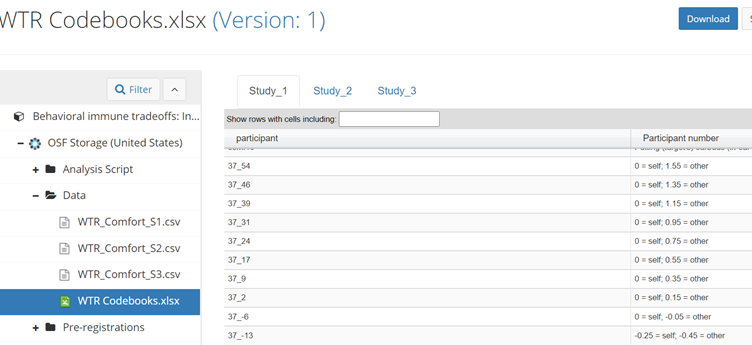 WTR Codebooks.xlsx (Version: 1)
Download
Filter
Behavioral immune tradeoffs: In...
OSF Storage (United States)
Analysis Script
Data
WTR_Comfort_S1.csv
WTR_Comfort_S2.csv
WTR_Comfort_S3.csv
WTR Codebooks.xlsx
Pre-registrations
Study_1 Study_2 Study_3
Show rows with cells including:
participant Participant number
37_54 0 = self; 1.55 = other
37_46 0 = self; 1.35 = other
37_39 0 = self; 1.15 = other
37_31 0 = self; 0.95 = other
37_24 0 = self; 0.75 = other
37_17 0 = self; 0.55 = other
37_9 0 = self; 0.35 = other
37_2 0 = self; 0.15 = other
37_-6 0 = self; -0.05 = other
37_-13 -0.25 = self; -0.45 = other